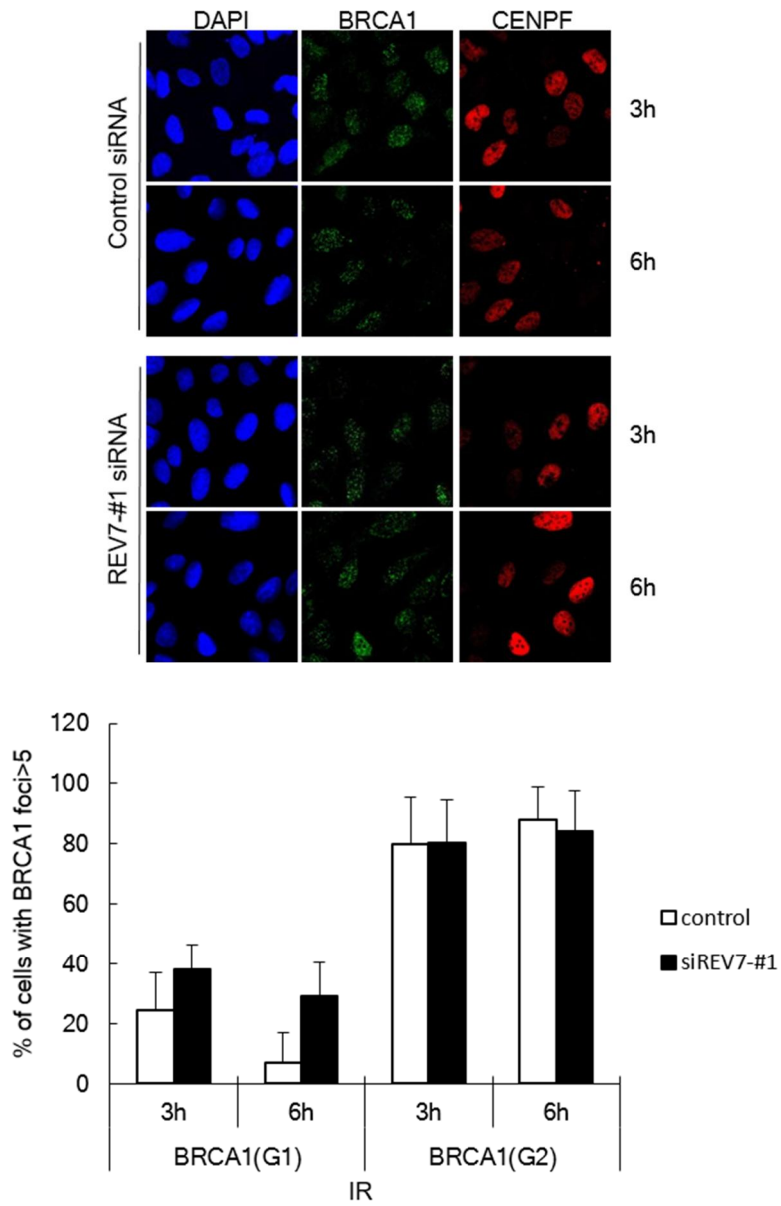 DAPI BRCA1 CENPF
Control siRNA
3h
6h
REV7-#1 siRNA
3h
6h
% of cells with BRCA1 foci>5
120
100
80
60
40
20
0
control
siREV7-#1
3h 6h 3h 6h
BRCA1(G1) BRCA1(G2)
IR